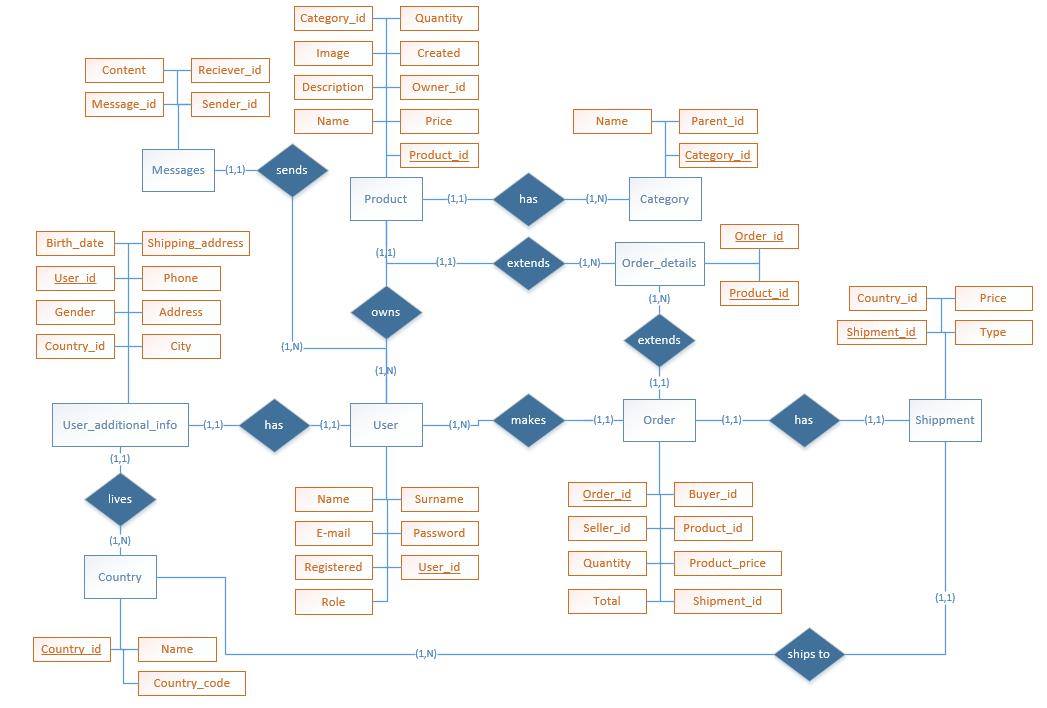 Category_id Quantity
Image Created
Description Owner_id
Name Price
Product_id
Content Reciever_id
Message_id Sender_id
Name Parent_id
Category_id
Messages (1,1) sends
Product (1,1) has (1,N) Category
Birth_date Shipping_address
User_id Phone
Gender Address
Country_id City
(1,1)
(1,1) extends (1,N) Order_details
Order_id
Product_id
owns
(1,N)
extends
(1,1)
Country_id Price
Shipment_id Type
(1,N)
(1,N)
User_additional_info (1,1) has (1,1) User (1,N) makes (1,1) Order (1,1) has (1,1) Shippment
(1,1)
lives
(1,N)
Country
Name Surname
E-mail Password
Registered User_id
Role
Order_id Buyer_id
Seller_id Product_id
Quantity Product_price
Total Shipment_id
(1,1)
Country_id Name
Country_code
(1,N) ships to